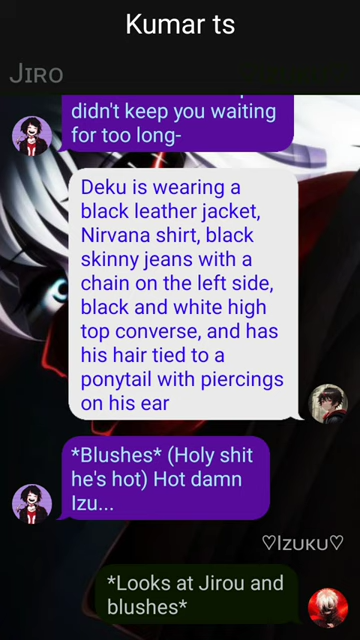 Kumar ts
JIRO
didn't keep you waiting
for too long-
Deku is wearing a
black leather jacket,
Nirvana shirt, black
skinny jeans with a
chain on the left side,
black and white high
top converse, and has
his hair tied to a
ponytail with piercings
on his ear
*Blushes* (Holy shit
he's hot) Hot damn
Izu...
♡IZUKU♡
*Looks at Jirou and
blushes*